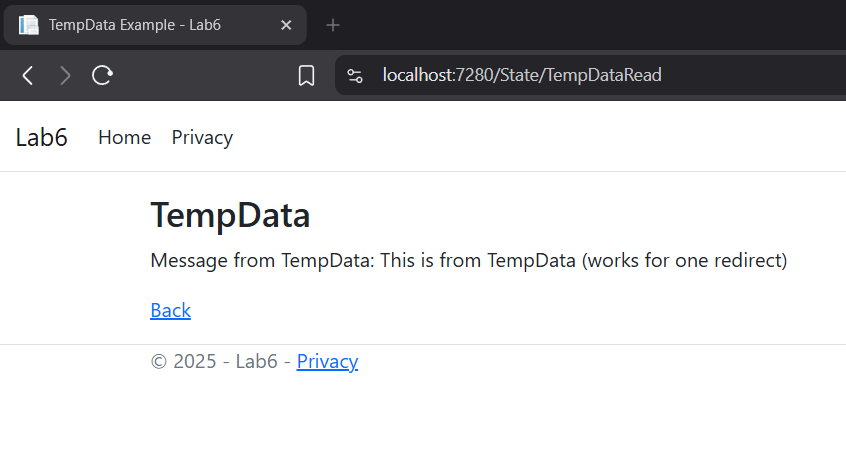 TempData Example - Lab6
localhost:7280/State/TempDataRead
Lab6 Home Privacy
TempData
Message from TempData: This is from TempData (works for one redirect)
Back
© 2025 - Lab6 - Privacy